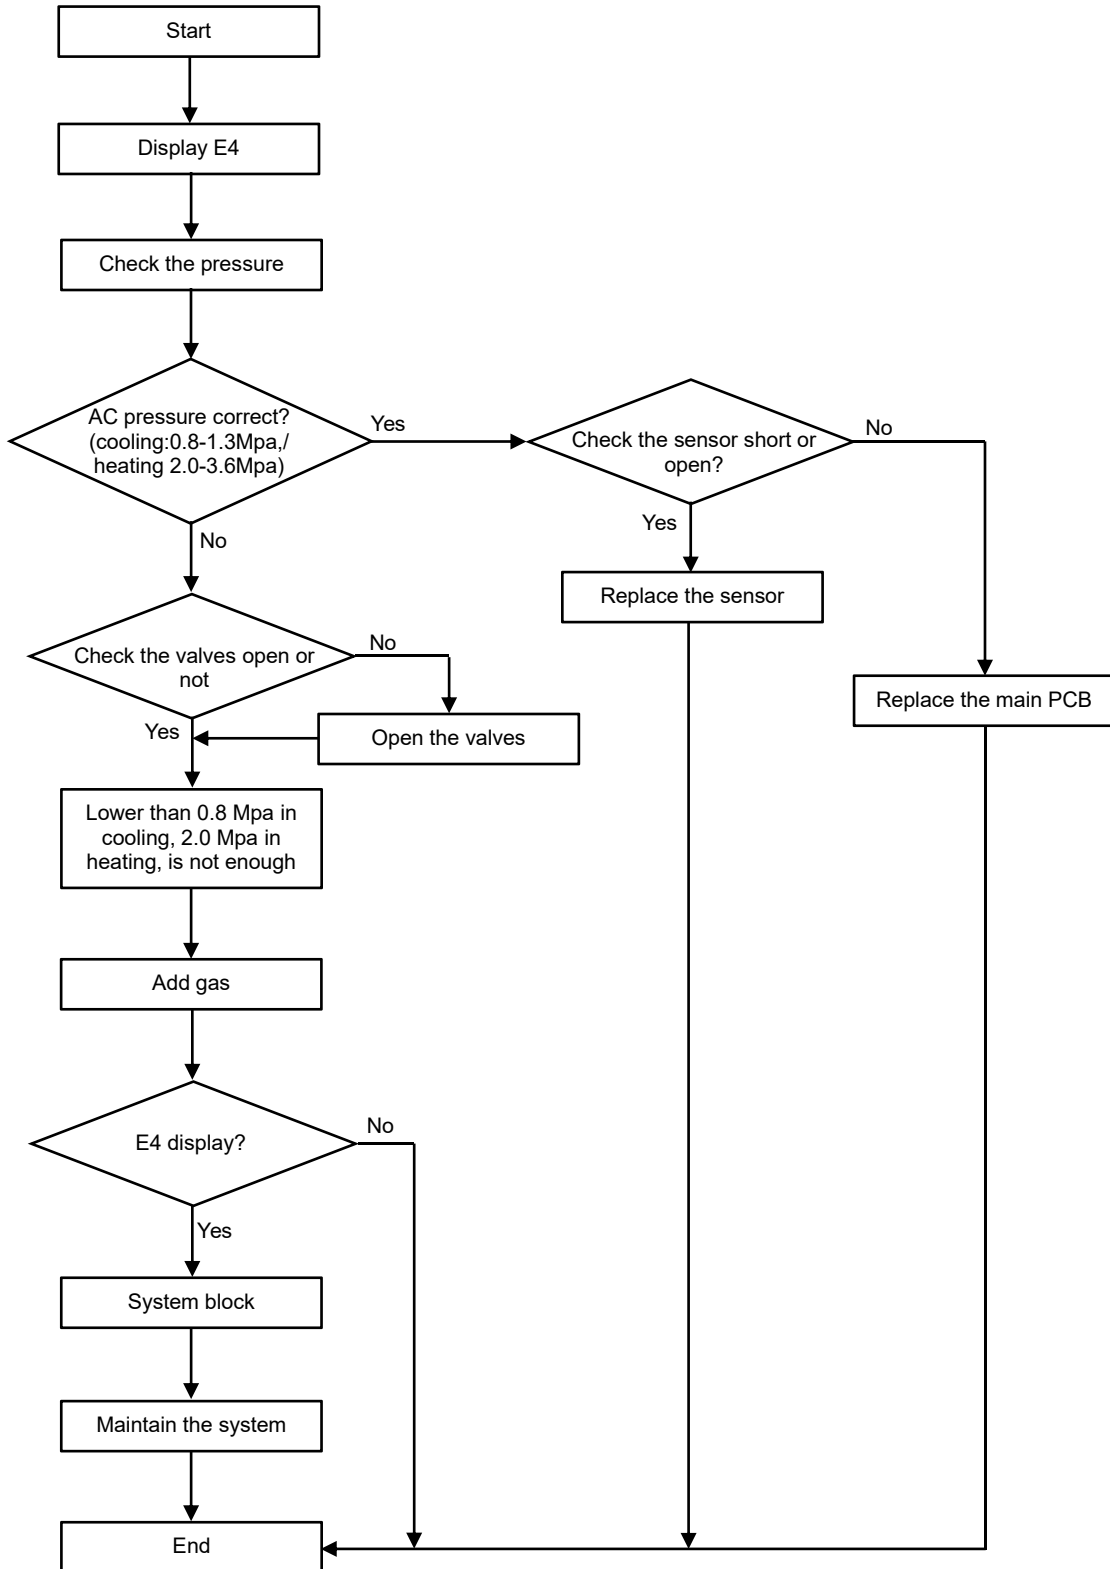 Start
Display E4
Check the pressure
AC pressure correct?
(cooling:0.8-1.3Mpa,/
heating 2.0-3.6Mpa)
Yes
Check the sensor short or
open?
No
No
Yes
Replace the sensor
Check the valves open or
not
No
Replace the main PCB
Yes
Open the valves
Lower than 0.8 Mpa in
cooling, 2.0 Mpa in
heating, is not enough
Add gas
E4 display?
No
Yes
System block
Maintain the system
End